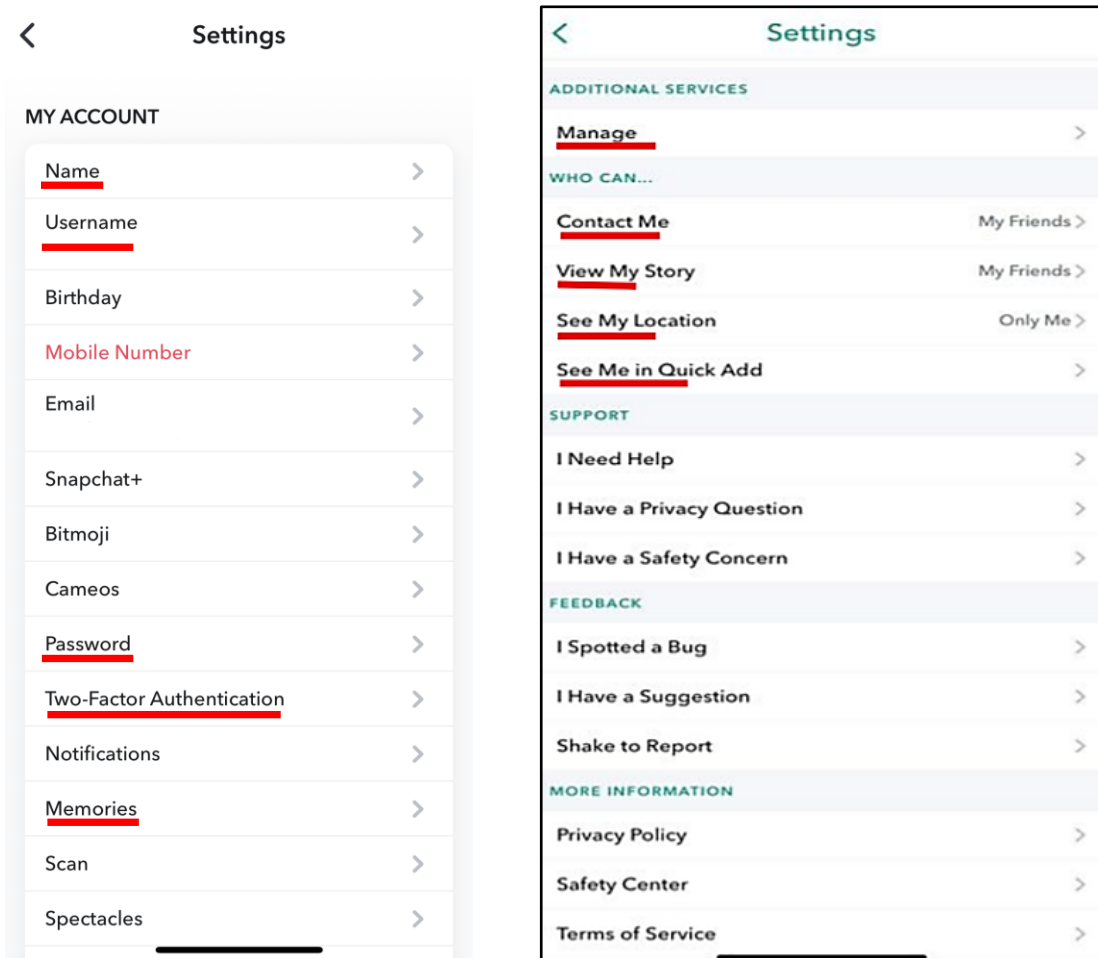 Settings
MY ACCOUNT
Name
Username
Birthday
Mobile Number
Email
Snapchat+
Bitmoji
Cameos
Password
Two-Factor Authentication
Notifications
Memories
Scan
Spectacles
Settings
ADDITIONAL SERVICES
Manage
WHO CAN...
Contact Me My Friends
View My Story My Friends
See My Location Only Me
See Me in Quick Add
SUPPORT
I Need Help
I Have a Privacy Question
I Have a Safety Concern
FEEDBACK
I Spotted a Bug
I Have a Suggestion
Shake to Report
MORE INFORMATION
Privacy Policy
Safety Center
Terms of Service